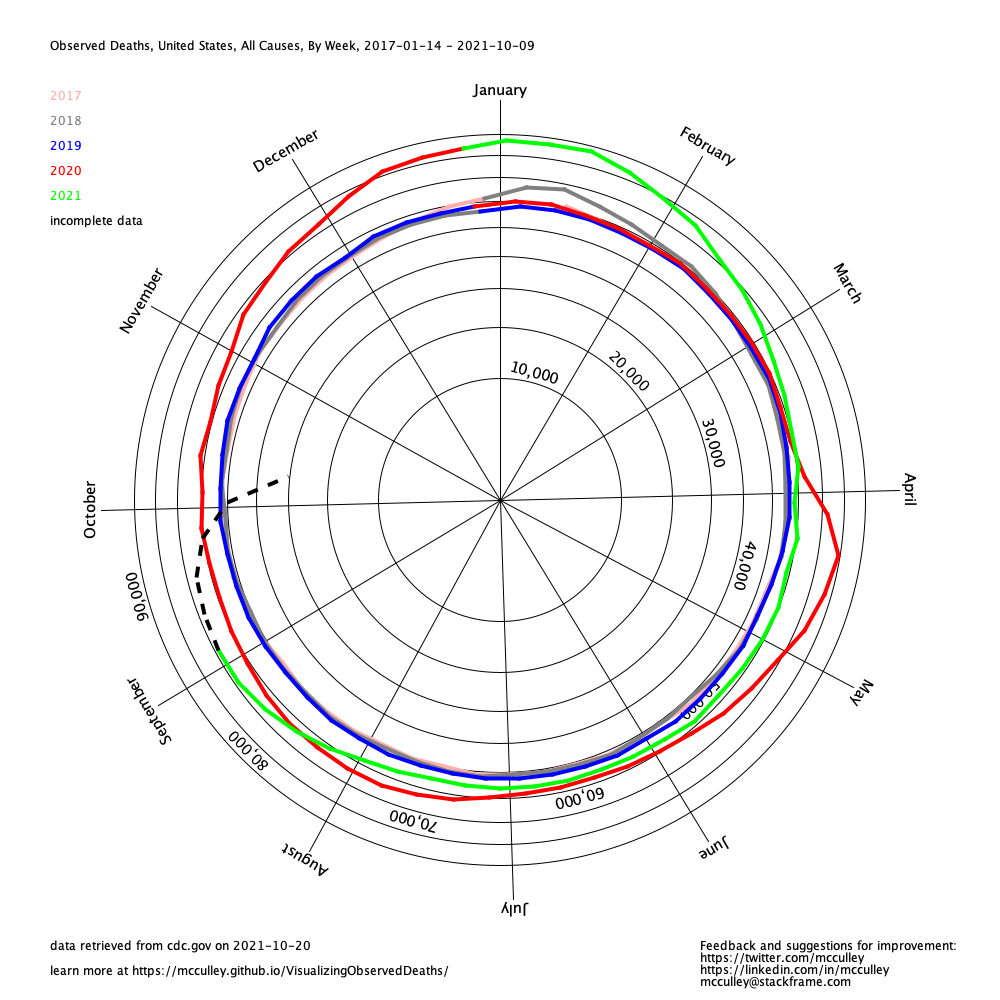 Observed Deaths, United States, All Causes, By Week, 2017-01-14 - 2021-10-09
2017
2018
2019
2020
2021
incomplete data
January
February
March
April
May
June
July
August
September
October
November
December
10,000
20,000
30,000
40,000
50,000
60,000
70,000
80,000
90,000
data retrieved from cdc.gov on 2021-10-20
learn more at https://mcculley.github.io/VisualizingObservedDeaths/
Feedback and suggestions for improvement:
https://twitter.com/mcculley
https://linkedin.com/in/mcculley
mcculley@stackframe.com